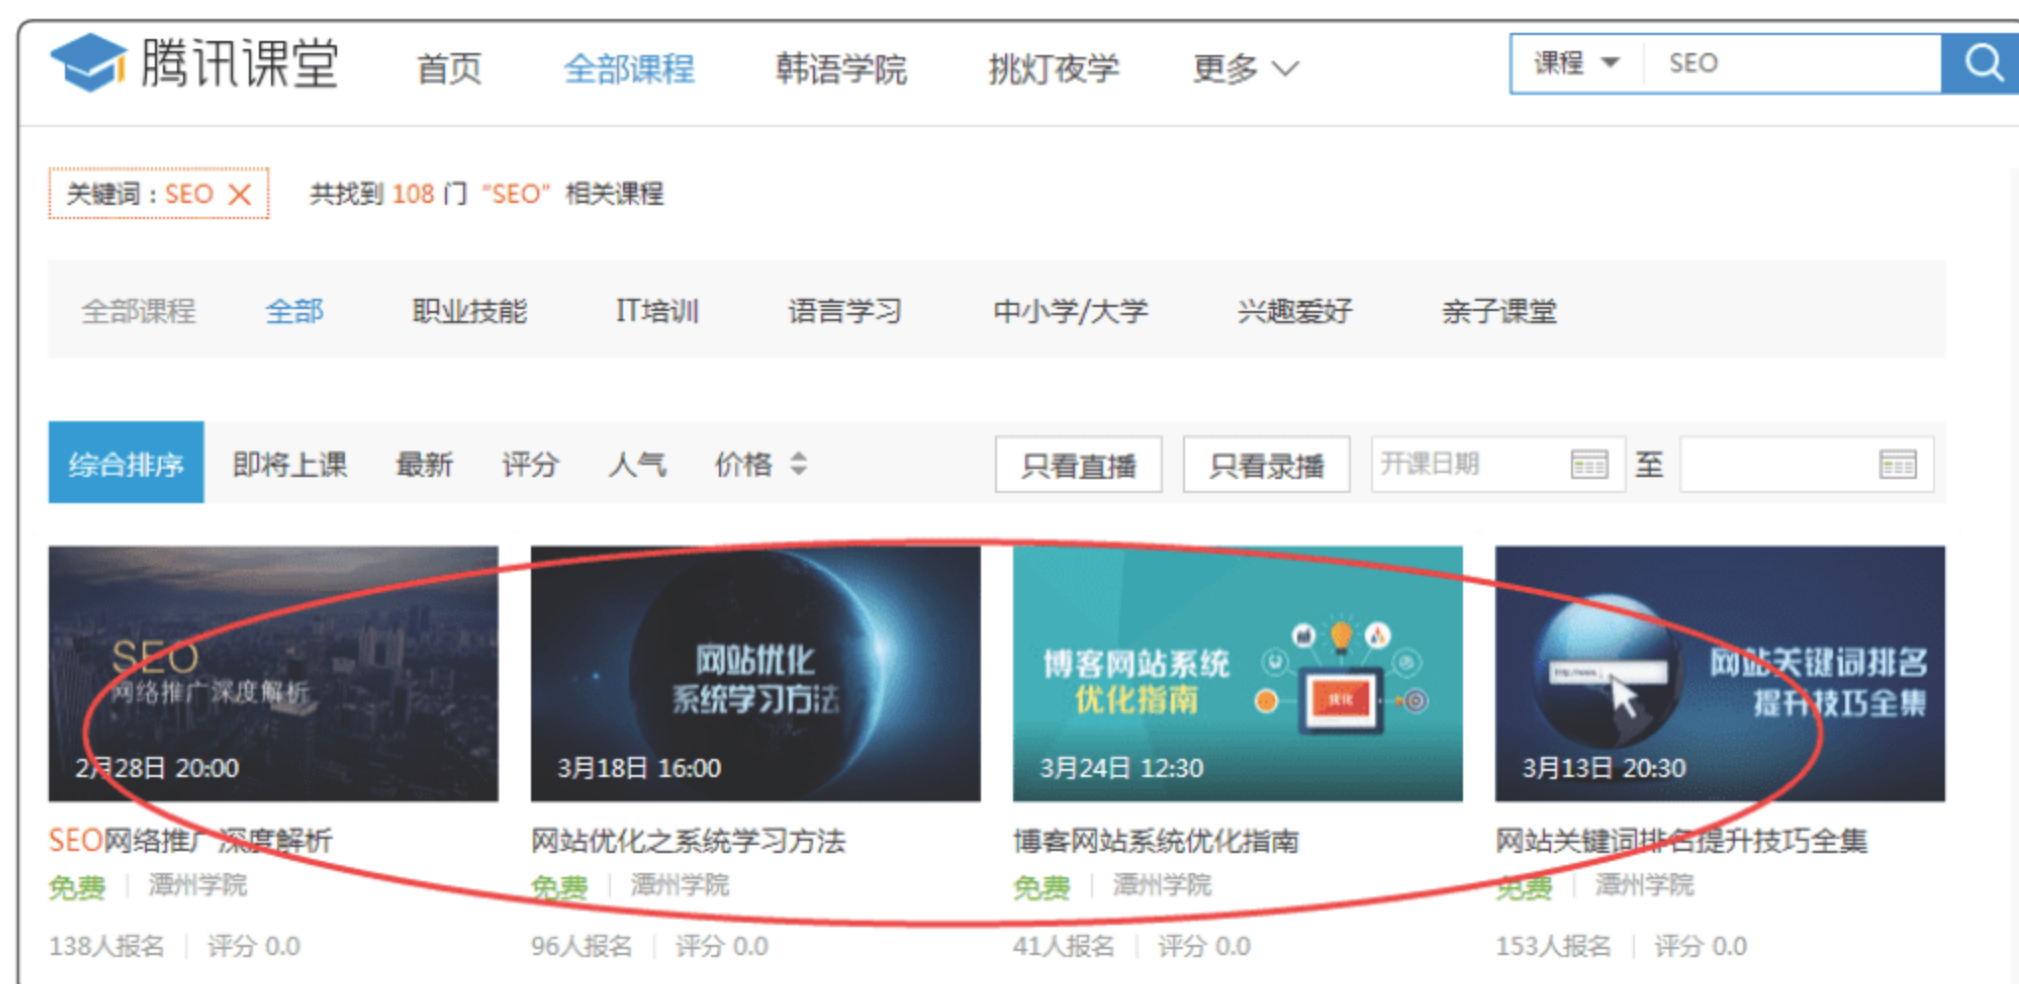 腾讯课堂 首页 全部课程 韩语学院 挑灯夜学 更多 课程 SEO
关键词：SEO 共找到 108 门 “SEO” 相关课程
全部课程 全部 职业技能 IT培训 语言学习 中小学/大学 兴趣爱好 亲子课堂
综合排序 即将上课 最新 评分 人气 价格 只看直播 只看录播 开课日期 至
SEO
网络推广深度解析
2月28日 20:00
网站优化
系统学习方法
3月18日 16:00
博客网站系统
优化指南
优化
3月24日 12:30
网站关键词排名
提升技巧全集
3月13日 20:30
SEO网络推广深度解析 网站优化之系统学习方法 博客网站系统优化指南 网站关键词排名提升技巧全集
免费 潭州学院 免费 潭州学院 免费 潭州学院 免费 潭州学院
138人报名 评分 0.0 96人报名 评分 0.0 41人报名 评分 0.0 153人报名 评分 0.0